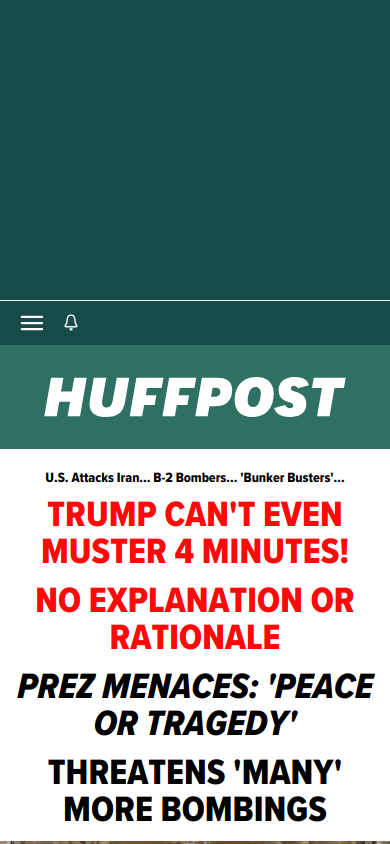 HUFFPOST
U.S. Attacks Iran... B-2 Bombers... 'Bunker Busters'...
TRUMP CAN'T EVEN
MUSTER 4 MINUTES!
NO EXPLANATION OR
RATIONALE
PREZ MENACES: 'PEACE
OR TRAGEDY'
THREATENS 'MANY'
MORE BOMBINGS